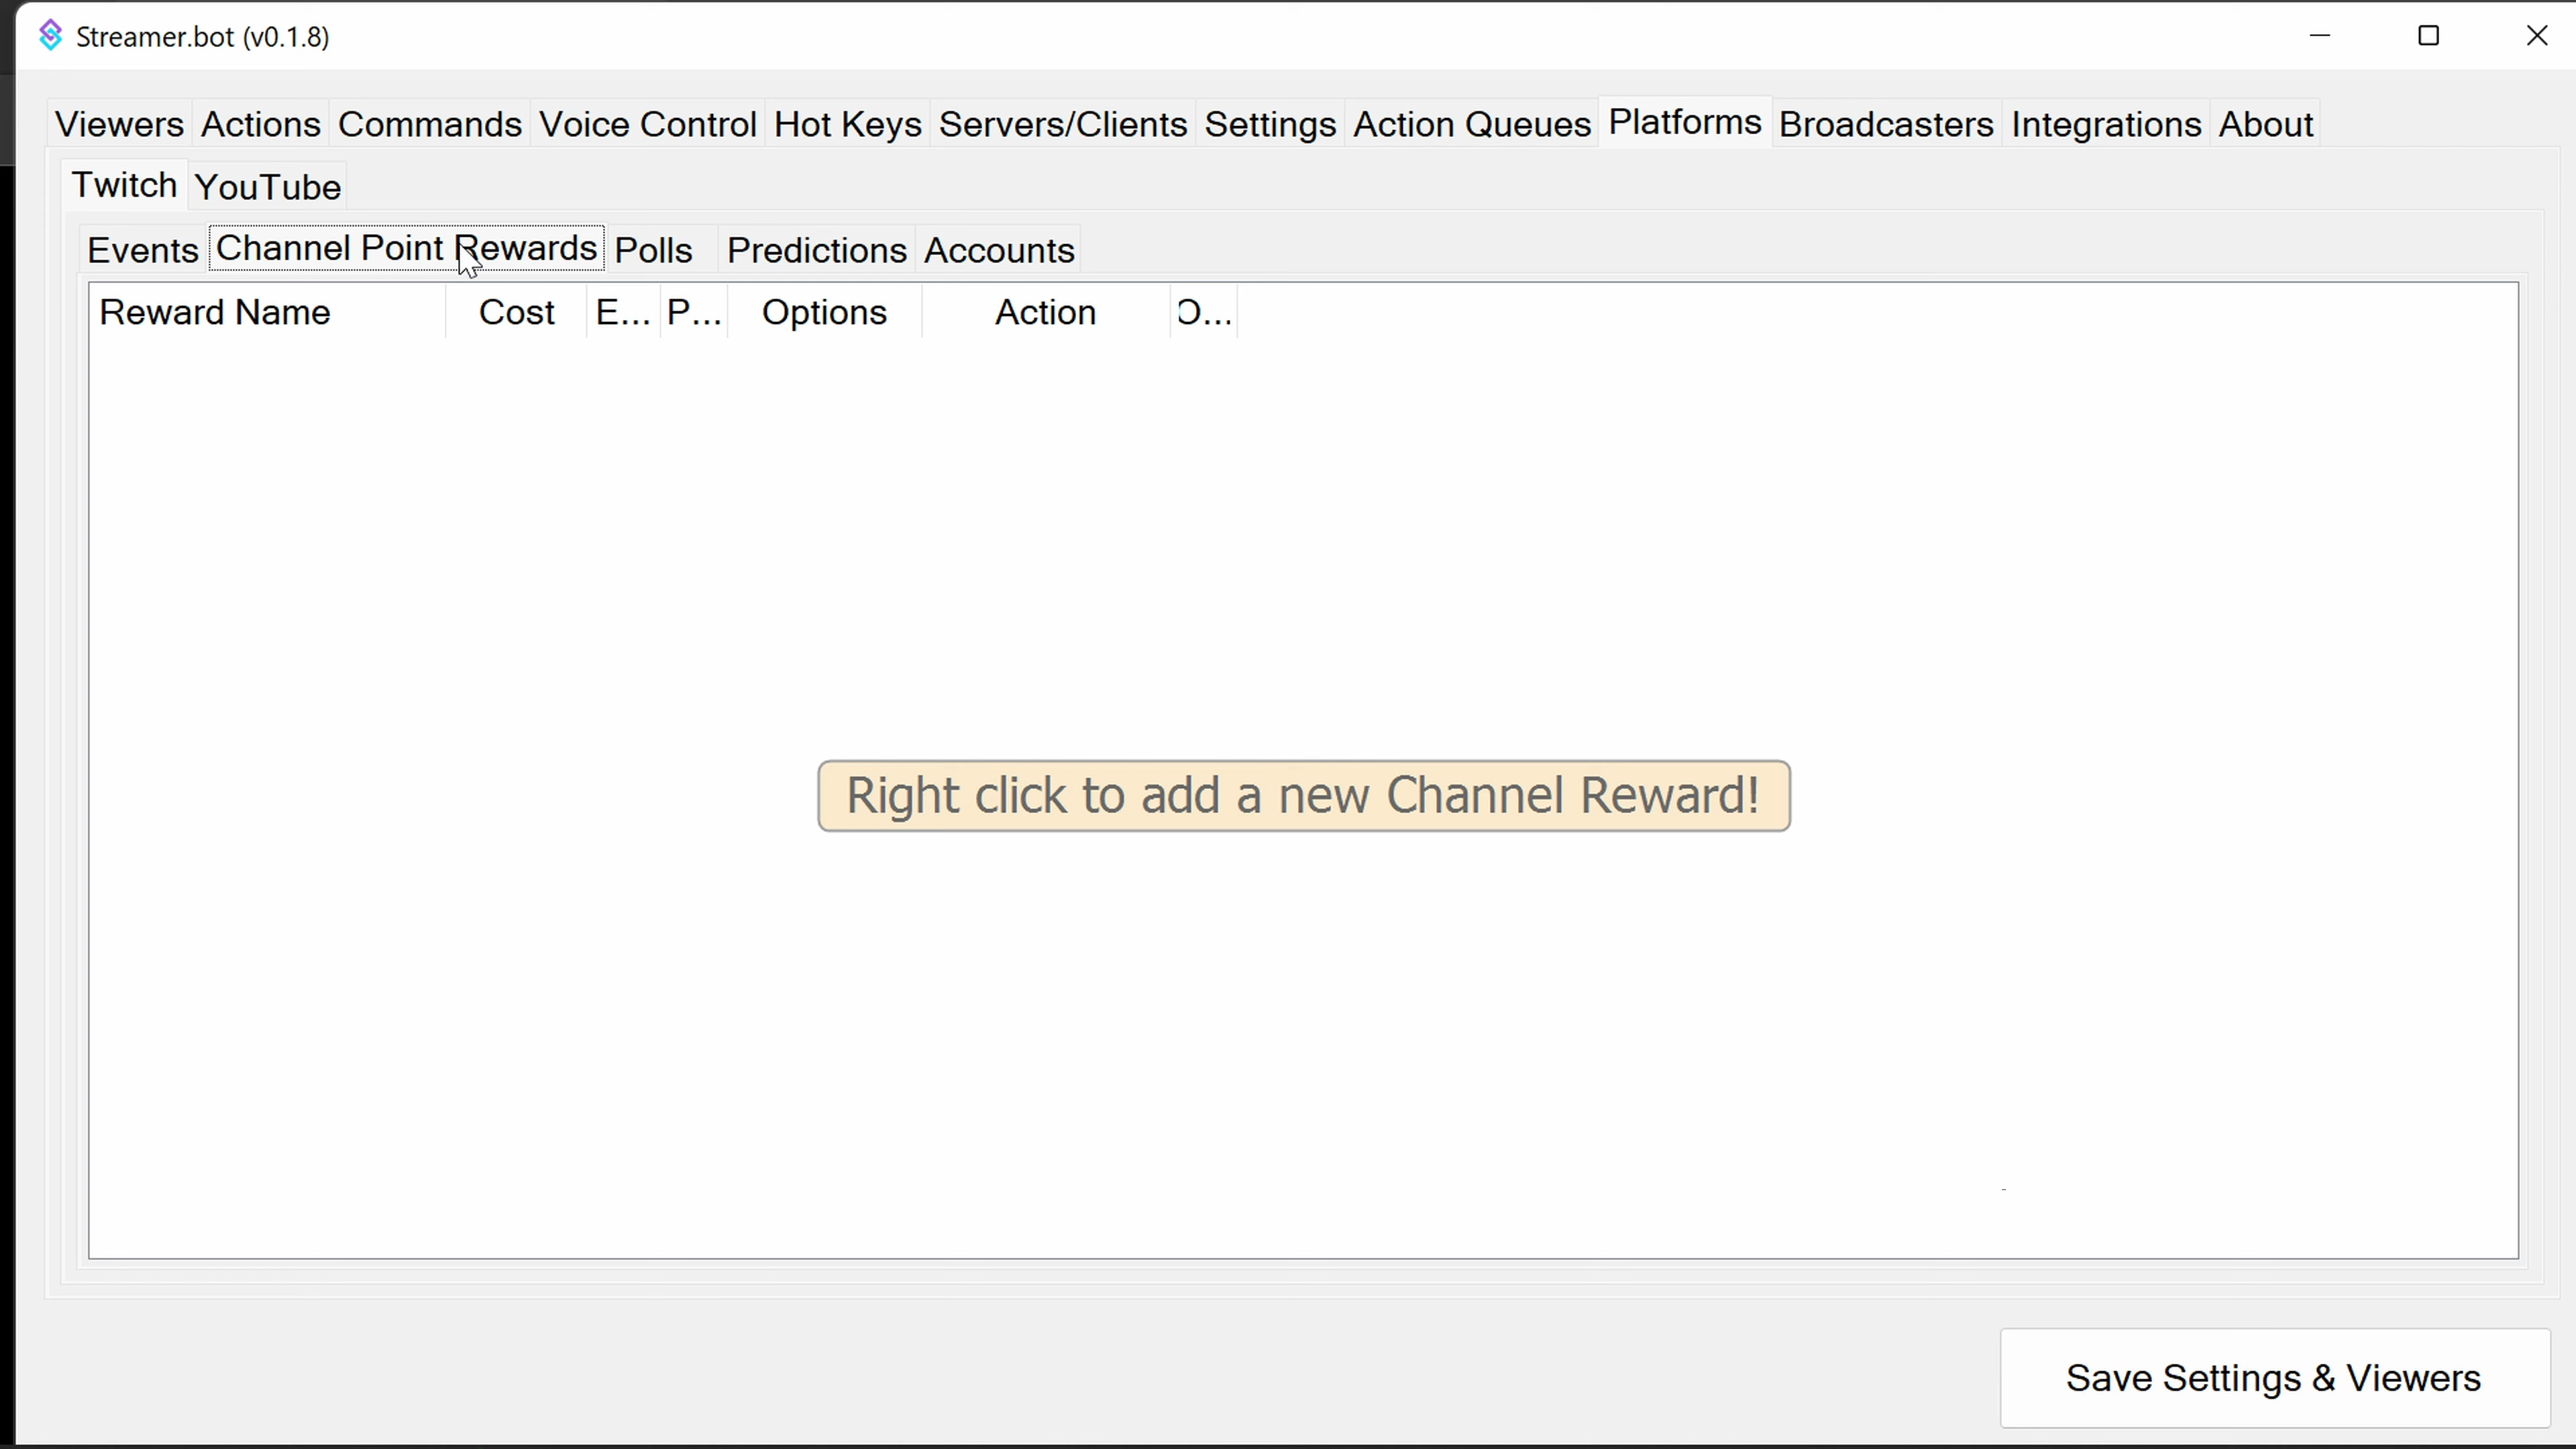 Streamer.bot (v0.1.8)
Viewers Actions Commands Voice Control Hot Keys Servers/Clients Settings Action Queues Platforms Broadcasters Integrations About
Twitch YouTube
Events Channel Point Rewards Polls Predictions Accounts
Reward Name Cost E... P... Options Action O...
Right click to add a new Channel Reward!
Save Settings & Viewers